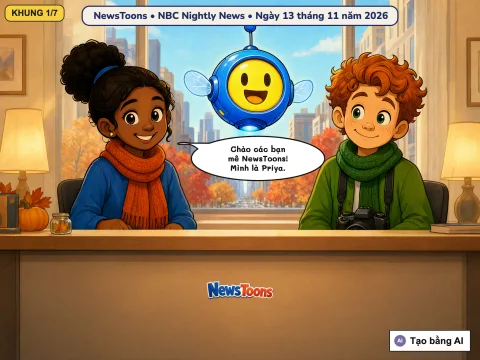 KHUNG 1/7
NewsToons • NBC Nightly News • Ngày 13 tháng 11 năm 2026
Chào các bạn
mê NewsToons!
Mình là Priya.
NewsToons
AI Tạo bằng AI